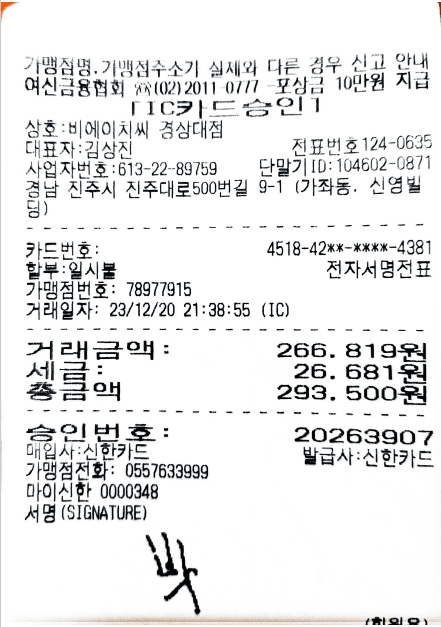 가맹점명,가맹점주소가 실제와 다른 경우 신고 안내
여신금융협회 ☏(02)2011-0777 -포상금 10만원 지급
[IC카드승인]
상호:비에이치씨 경상대점
대표자:김상진 전표번호124-0635
사업자번호:613-22-89759 단말기ID:104602-0871
경남 진주시 진주대로500번길 9-1 (가좌동, 신영빌
딩)
카드번호: 4518-42**-****-4381
할부:일시불 전자서명전표
가맹점번호: 78977915
거래일자: 23/12/20 21:38:55 (IC)
거래금액: 266.819원
세금: 26.681원
총금액 293.500원
승인번호: 20263907
매입사:신한카드 발급사:신한카드
가맹점전화: 0557633999
마이신한 0000348
서명(SIGNATURE)
박
(회원용)